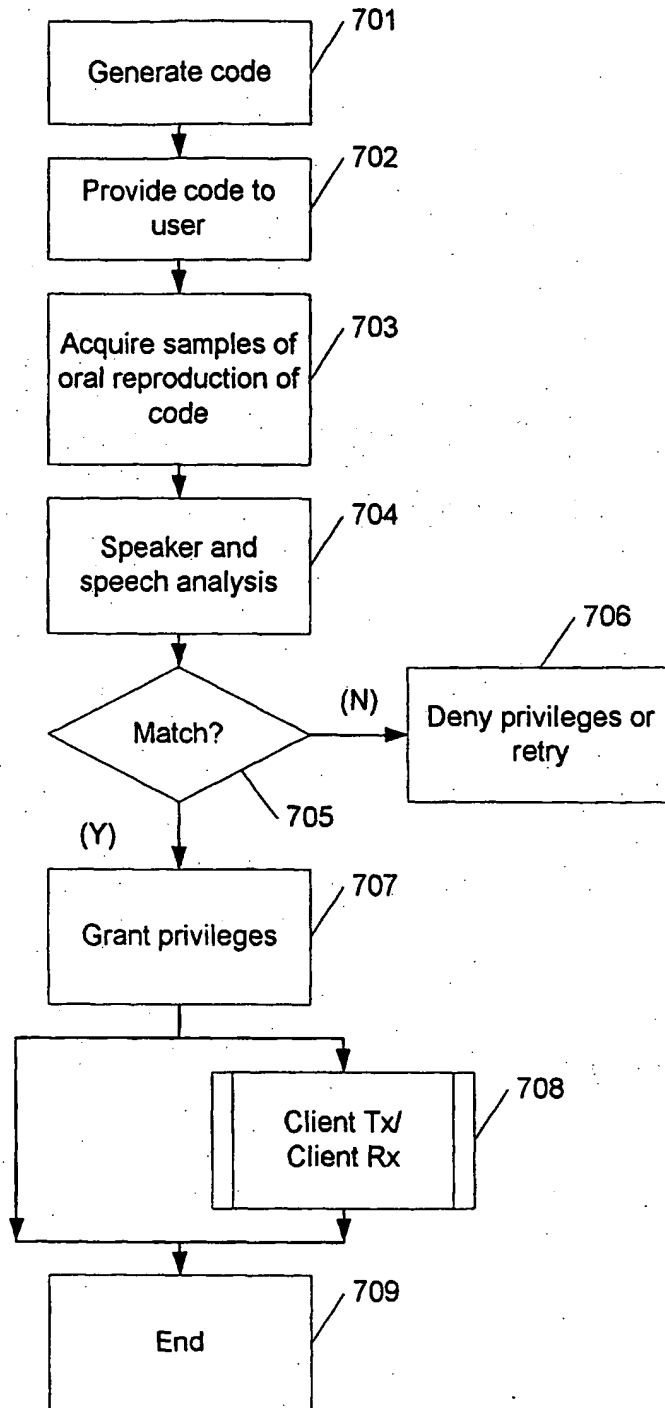 701
Generate code
702
Provide code to
user
703
Acquire samples of
oral reproduction of
code
704
Speaker and
speech analysis
706
(N)
Deny privileges or
retry
Match?
705
(Y)
707
Grant privileges
708
Client Tx/
Client Rx
709
End